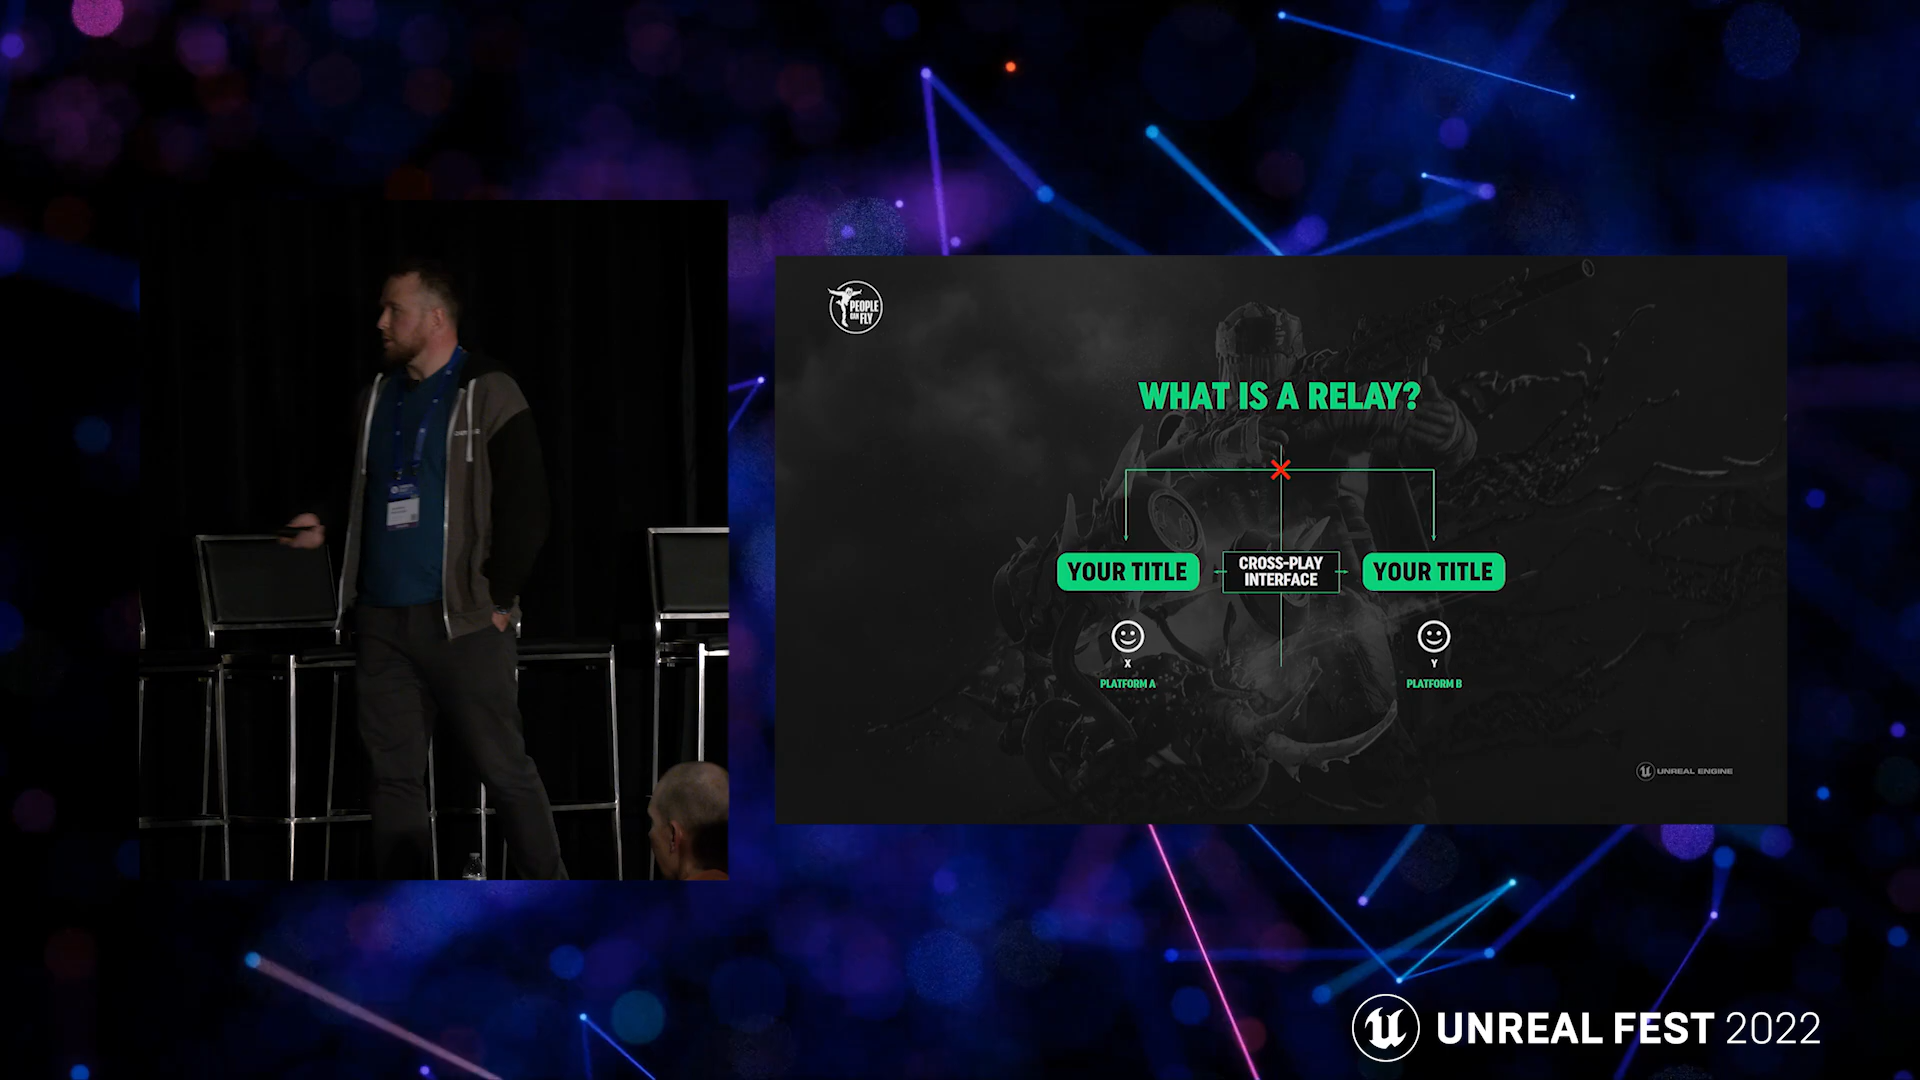 PEOPLE
CAN
FLY
WHAT IS A RELAY?
YOUR TITLE
CROSS-PLAY
INTERFACE
YOUR TITLE
X
Y
PLATFORM A
PLATFORM B
UNREAL ENGINE
UNREAL FEST 2022